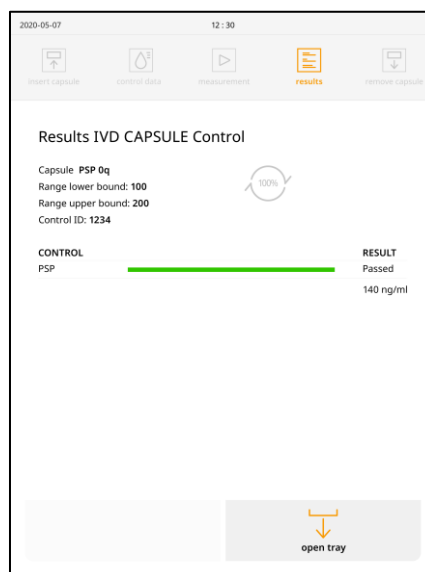 2020-05-07 12 : 30
insert capsule control data measurement results remove capsule
Results IVD CAPSULE Control
Capsule PSP 0q
Range lower bound: 100
Range upper bound: 200
Control ID: 1234
100%
CONTROL RESULT
PSP Passed
140 ng/ml
open tray